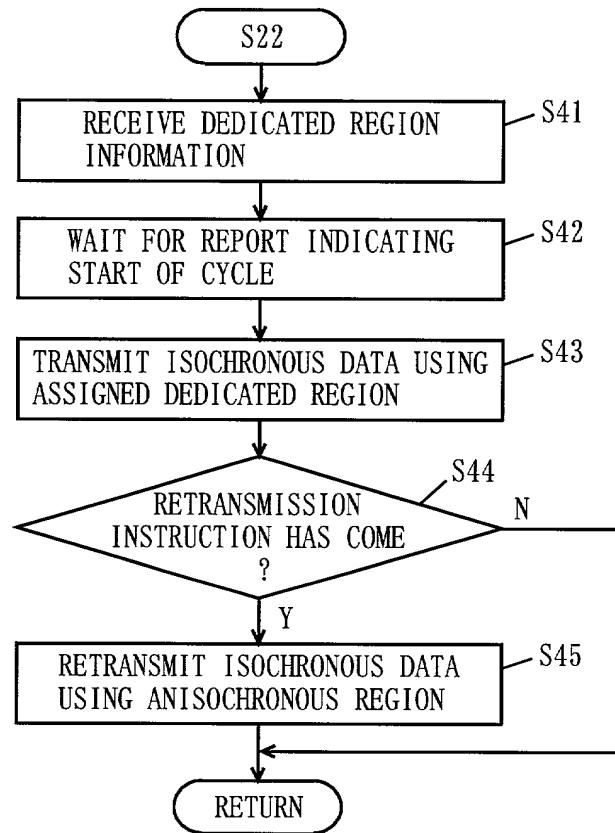 S22
RECEIVE DEDICATED REGION
INFORMATION
S41
WAIT FOR REPORT INDICATING
START OF CYCLE
S42
TRANSMIT ISOCHRONOUS DATA USING
ASSIGNED DEDICATED REGION
S43
RETRANSMISSION
INSTRUCTION HAS COME
?
S44
N
Y
RETRANSMIT ISOCHRONOUS DATA
USING ANISOCHRONOUS REGION
S45
RETURN